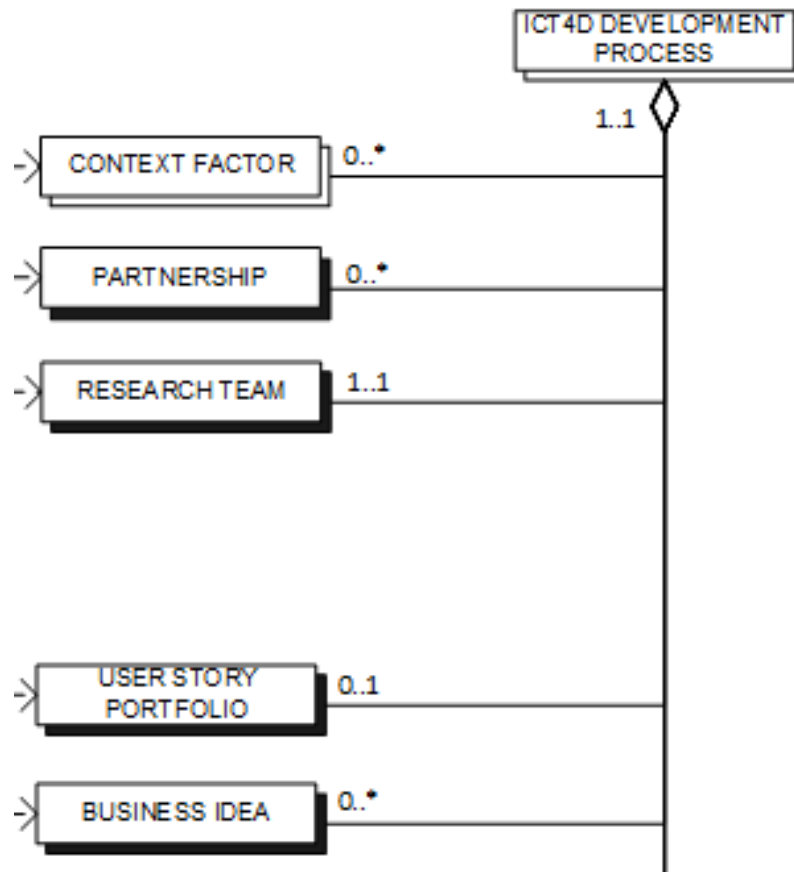 ICT4D DEVELOPMENT
PROCESS
1..1
CONTEXT FACTOR
0..*
PARTNERSHIP
0..*
RESEARCH TEAM
1..1
USER STORY
PORTFOLIO
0..1
BUSINESS IDEA
0..*